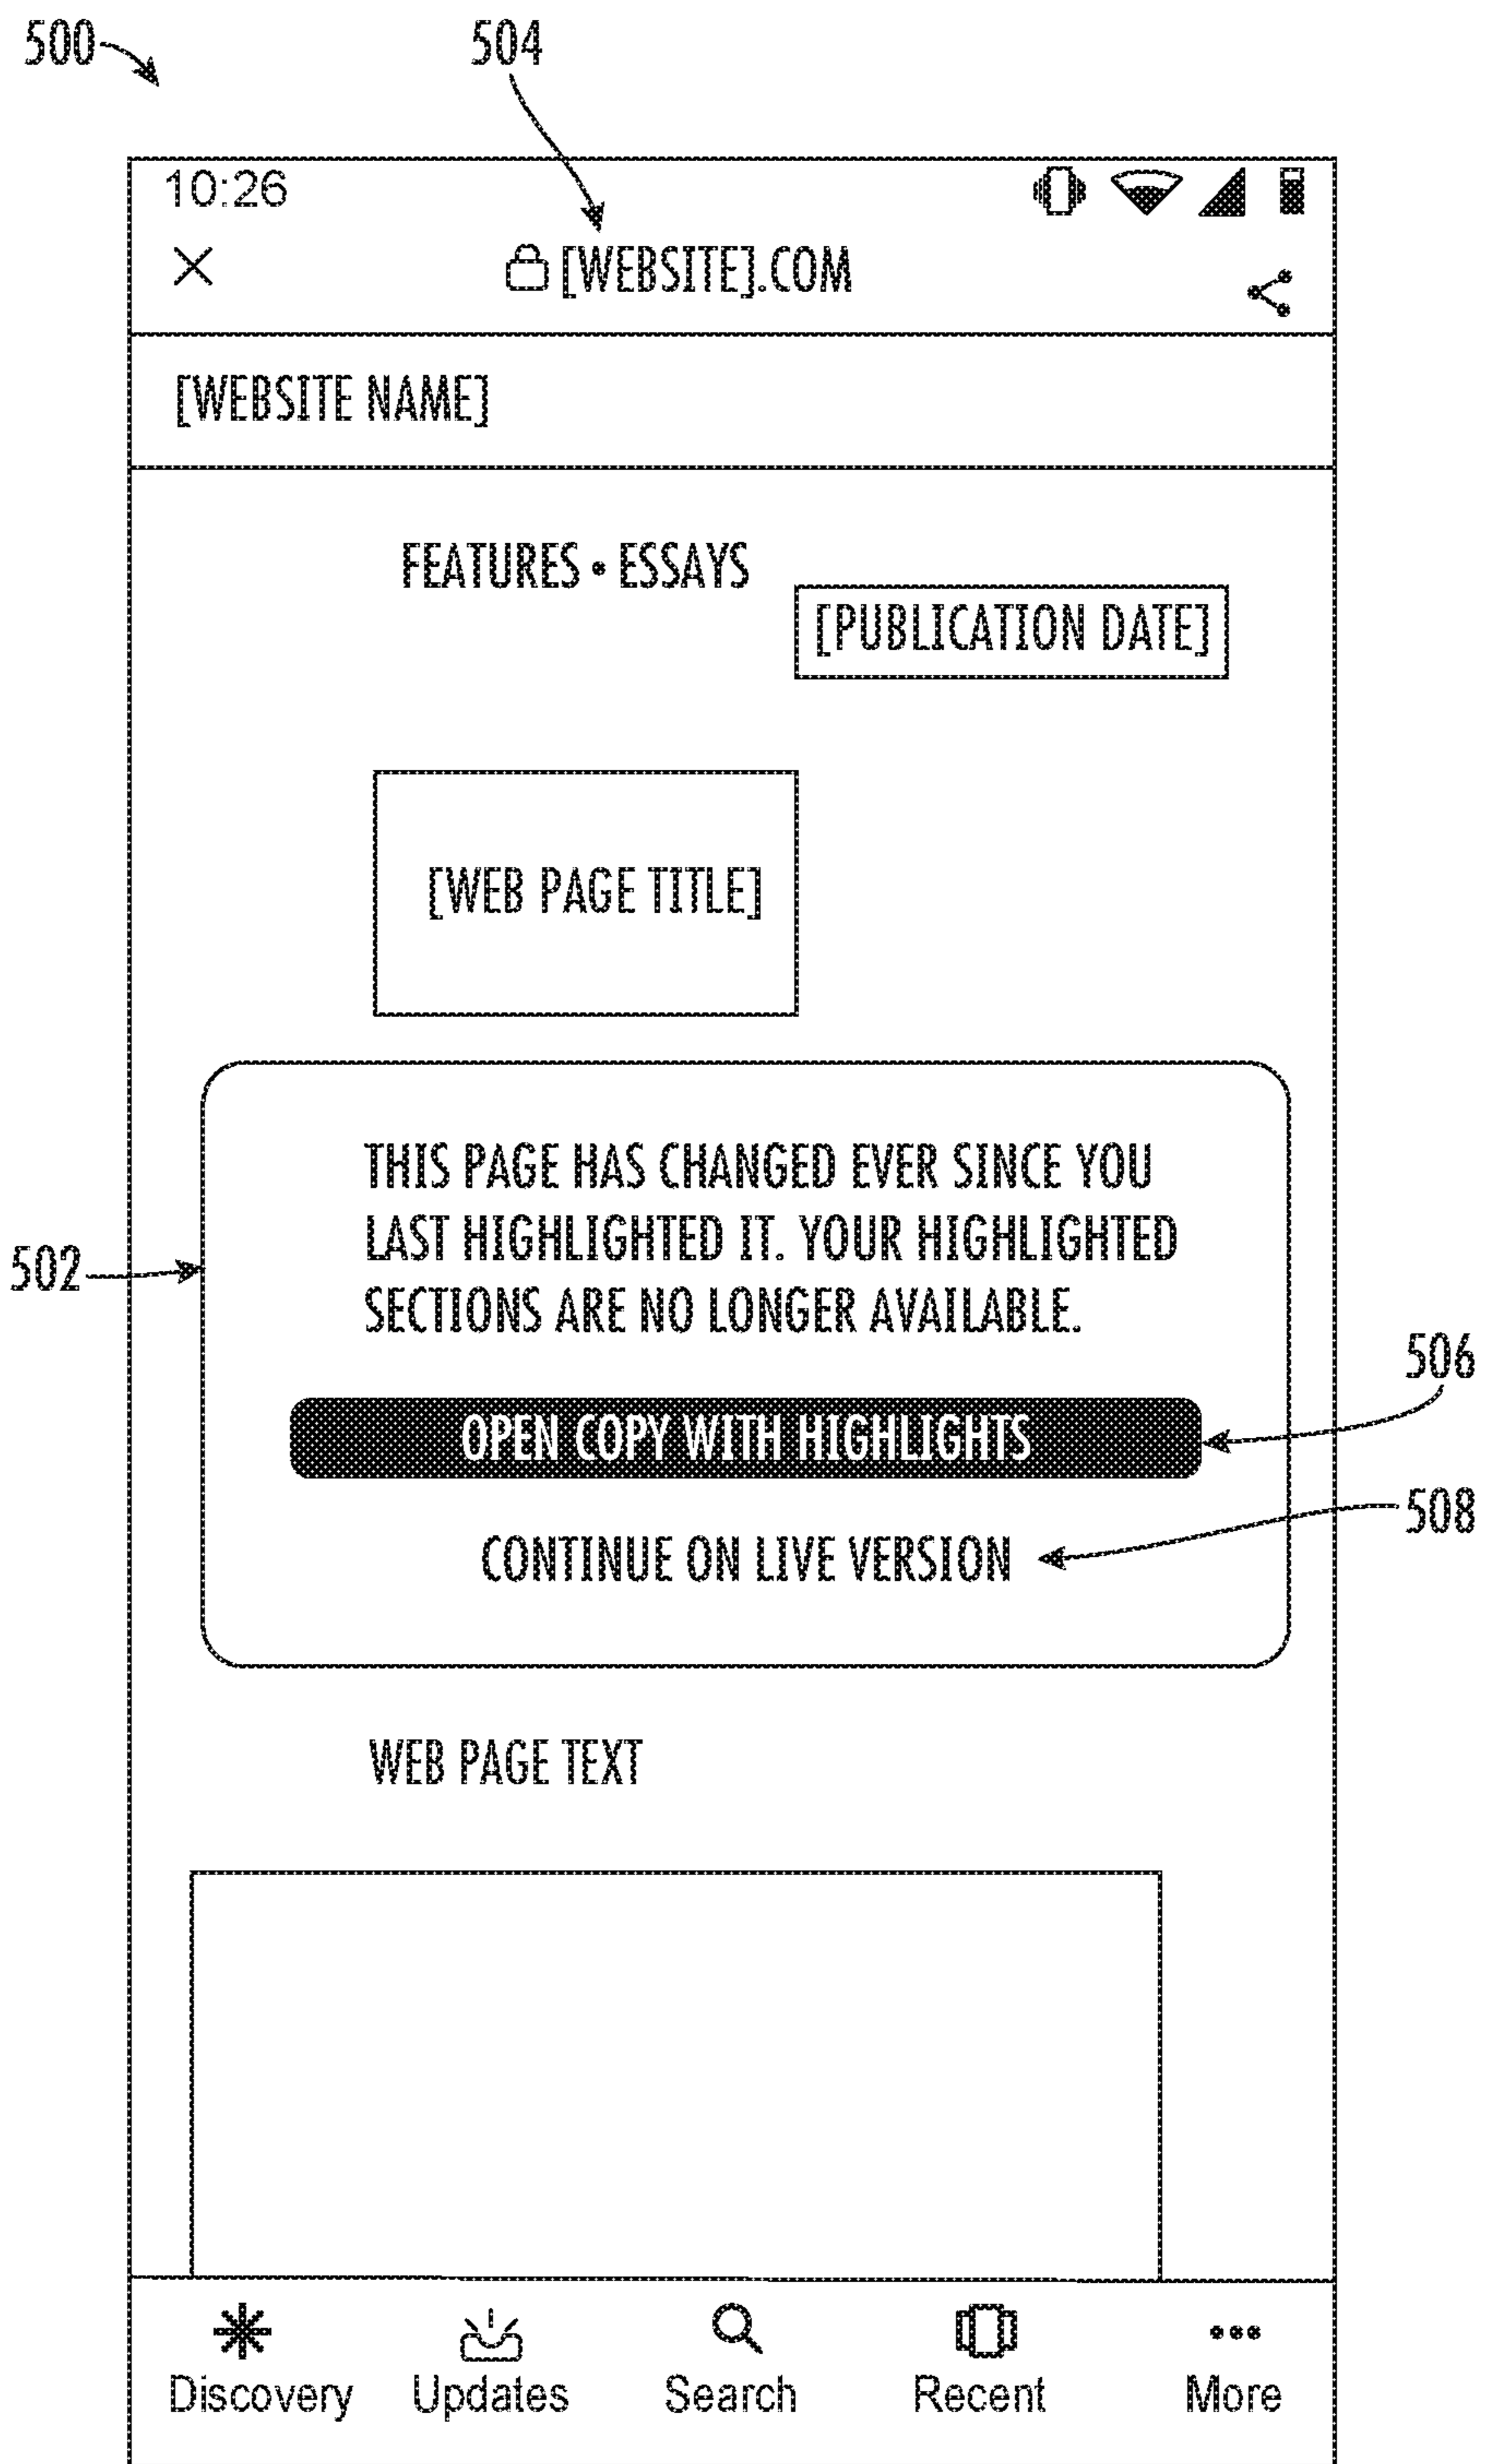 500
504
10:26
[WEBSITE].COM
[WEBSITE NAME]
FEATURES • ESSAYS
[PUBLICATION DATE]
[WEB PAGE TITLE]
THIS PAGE HAS CHANGED EVER SINCE YOU
LAST HIGHLIGHTED IT. YOUR HIGHLIGHTED
SECTIONS ARE NO LONGER AVAILABLE.
502
506
OPEN COPY WITH HIGHLIGHTS
508
CONTINUE ON LIVE VERSION
WEB PAGE TEXT
Discovery Updates Search Recent More